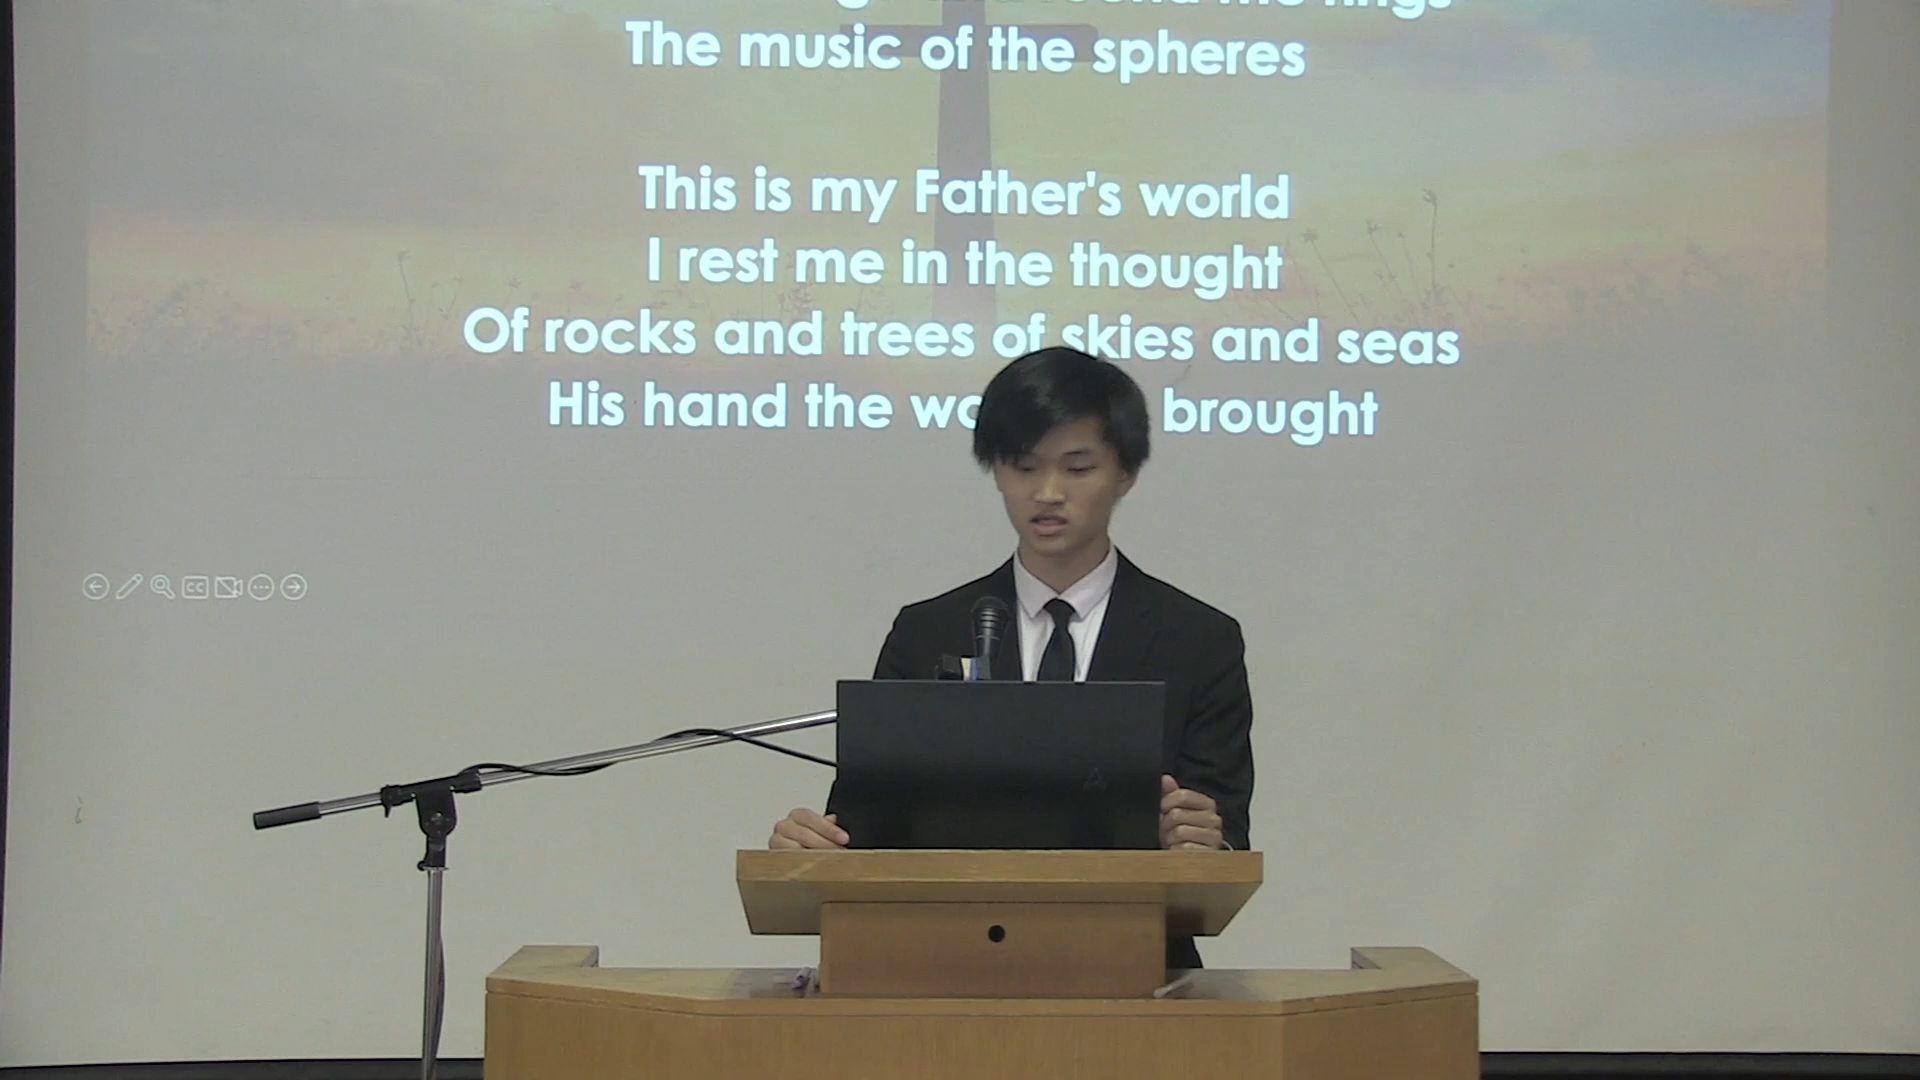 The music of the spheres
This is my Father's world
I rest me in the thought
Of rocks and trees of skies and seas
His hand the brought
CC